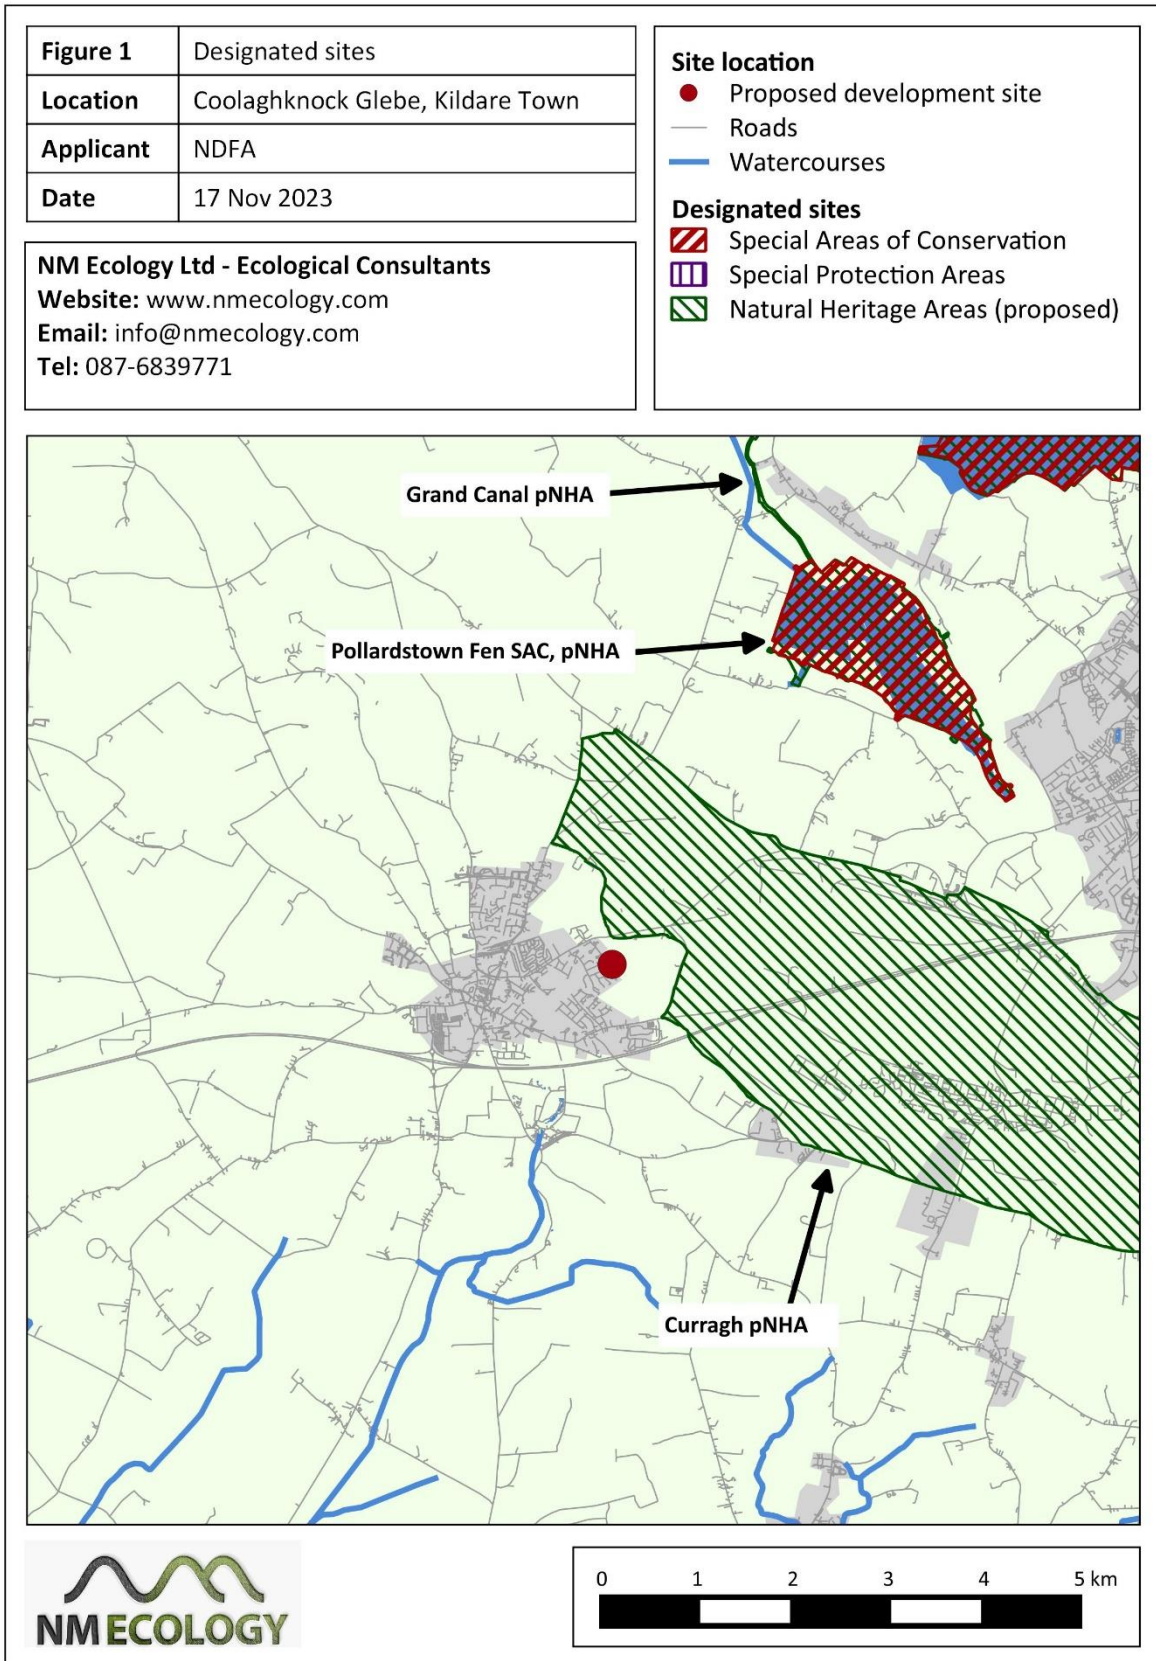 Figure 1 Designated sites
Location Coolaghknock Glebe, Kildare Town
Applicant NDFA
Date 17 Nov 2023
NM Ecology Ltd - Ecological Consultants
Website: www.nmecology.com
Email: info@nmecology.com
Tel: 087-6839771
Site location
Proposed development site
Roads
Watercourses
Designated sites
Special Areas of Conservation
Special Protection Areas
Natural Heritage Areas (proposed)
Grand Canal pNHA
Pollardstown Fen SAC, pNHA
Curragh pNHA
NMECOLOGY
0 1 2 3 4 5 km